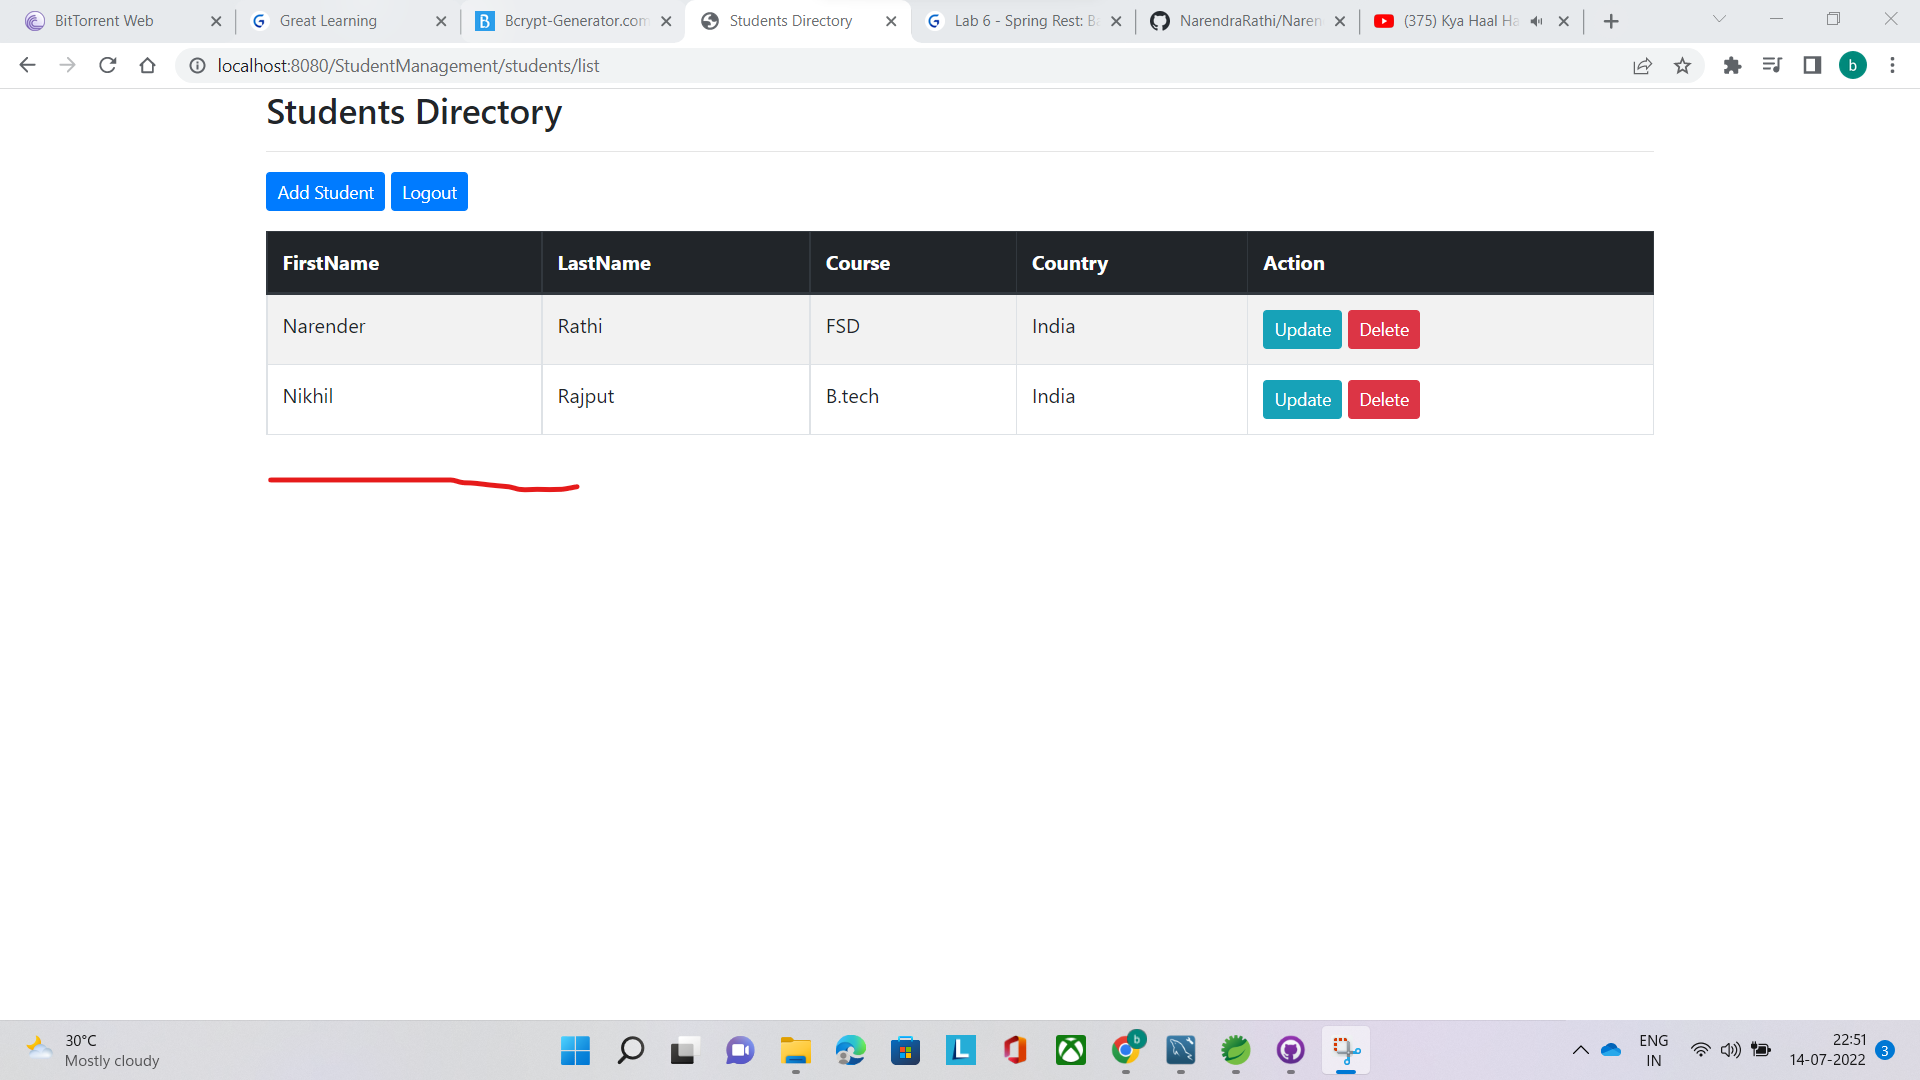 BitTorrent Web
Great Learning
Bcrypt-Generator.com
Students Directory
Lab 6 - Spring Rest:
NarendraRathi/Naren
(375) Kya Haal Ha
localhost:8080/StudentManagement/students/list
b
Students Directory
Add Student Logout
FirstName LastName Course Country Action
Narender Rathi FSD India Update Delete
Nikhil Rajput B.tech India Update Delete
30°C
Mostly cloudy
ENG
IN
22:51
14-07-2022
3